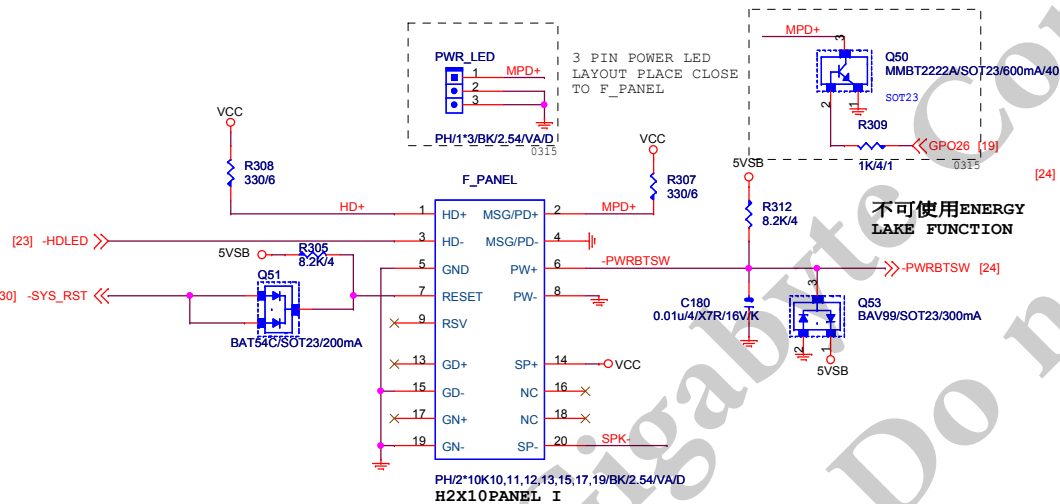 PWR_LED
1
2
3
MPD+
PH/1*3/BK/2.54/VA/D
0315
3 PIN POWER LED
LAYOUT PLACE CLOSE
TO F_PANEL
MPD+
3
Q50
MMBT2222A/SOT23/600mA/40
SOT23
2
1
R309
1K/4/1
GPO26 [19]
0315
[24]
不可使用ENERGY
LAKE FUNCTION
VCC
R308
330/6
HD+
[23] -HDLED
5VSB
R305
8.2K/4
Q51
30] -SYS_RST
BAT54C/SOT23/200mA
F_PANEL
1 HD+ MSG/PD+ 2
3 HD- MSG/PD- 4
5 GND PW+ 6
7 RESET PW- 8
9 RSV
13 GD+ SP+ 14
15 GD- NC 16
17 GN+ NC 18
19 GN- SP- 20
PH/2*10K10,11,12,13,15,17,19/BK/2.54/VA/D
H2X10PANEL I
VCC
R307
330/6
MPD+
-PWRBTSW
VCC
SPK-
5VSB
R312
8.2K/4
C180
0.01u/4/X7R/16V/K
-PWRBTSW [24]
3
Q53
BAV99/SOT23/300mA
2
1
5VSB
Gigabyte Con
Do n